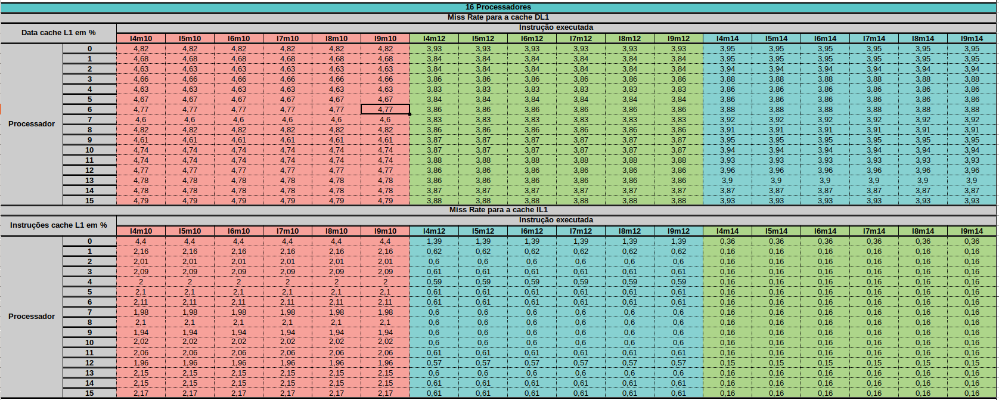 16 Processadores
Miss Rate para a cache DL1
Data cache L1 em % Instrução executada
I4m10 I5m10 I6m10 I7m10 I8m10 I9m10 I4m12 I5m12 I6m12 I7m12 I8m12 I9m12 I4m14 I5m14 I6m14 I7m14 I8m14 I9m14
0 4,82 4,82 4,82 4,82 4,82 4,82 3,93 3,93 3,93 3,93 3,93 3,93 3,95 3,95 3,95 3,95 3,95 3,95
1 4,68 4,68 4,68 4,68 4,68 4,68 3,84 3,84 3,84 3,84 3,84 3,84 3,95 3,95 3,95 3,95 3,95 3,95
2 4,63 4,63 4,63 4,63 4,63 4,63 3,84 3,84 3,84 3,84 3,84 3,84 3,94 3,94 3,94 3,94 3,94 3,94
3 4,66 4,66 4,66 4,66 4,66 4,66 3,86 3,86 3,86 3,86 3,86 3,86 3,88 3,88 3,88 3,88 3,88 3,88
4 4,63 4,63 4,63 4,63 4,63 4,63 3,83 3,83 3,83 3,83 3,83 3,83 3,86 3,86 3,86 3,86 3,86 3,86
5 4,67 4,67 4,67 4,67 4,67 4,67 3,84 3,84 3,84 3,84 3,84 3,84 3,86 3,86 3,86 3,86 3,86 3,86
6 4,77 4,77 4,77 4,77 4,77 4,77 3,86 3,86 3,86 3,86 3,86 3,86 3,88 3,88 3,88 3,88 3,88 3,88
7 4,6 4,6 4,6 4,6 4,6 4,6 3,83 3,83 3,83 3,83 3,83 3,83 3,92 3,92 3,92 3,92 3,92 3,92
Processador 8 4,82 4,82 4,82 4,82 4,82 4,82 3,86 3,86 3,86 3,86 3,86 3,86 3,91 3,91 3,91 3,91 3,91 3,91
9 4,61 4,61 4,61 4,61 4,61 4,61 3,87 3,87 3,87 3,87 3,87 3,87 3,95 3,95 3,95 3,95 3,95 3,95
10 4,74 4,74 4,74 4,74 4,74 4,74 3,87 3,87 3,87 3,87 3,87 3,87 3,94 3,94 3,94 3,94 3,94 3,94
11 4,74 4,74 4,74 4,74 4,74 4,74 3,88 3,88 3,88 3,88 3,88 3,88 3,93 3,93 3,93 3,93 3,93 3,93
12 4,77 4,77 4,77 4,77 4,77 4,77 3,86 3,86 3,86 3,86 3,86 3,86 3,96 3,96 3,96 3,96 3,96 3,96
13 4,78 4,78 4,78 4,78 4,78 4,78 3,86 3,86 3,86 3,86 3,86 3,86 3,9 3,9 3,9 3,9 3,9 3,9
14 4,78 4,78 4,78 4,78 4,78 4,78 3,87 3,87 3,87 3,87 3,87 3,87 3,87 3,87 3,87 3,87 3,87 3,87
15 4,79 4,79 4,79 4,79 4,79 4,79 3,88 3,88 3,88 3,88 3,88 3,88 3,93 3,93 3,93 3,93 3,93 3,93
Miss Rate para a cache IL1
Instruções cache L1 em % Instrução executada
I4m10 I5m10 I6m10 I7m10 I8m10 I9m10 I4m12 I5m12 I6m12 I7m12 I8m12 I9m12 I4m14 I5m14 I6m14 I7m14 I8m14 I9m14
0 4,4 4,4 4,4 4,4 4,4 4,4 1,39 1,39 1,39 1,39 1,39 1,39 0,36 0,36 0,36 0,36 0,36 0,36
1 2,16 2,16 2,16 2,16 2,16 2,16 0,62 0,62 0,62 0,62 0,62 0,62 0,16 0,16 0,16 0,16 0,16 0,16
2 2,01 2,01 2,01 2,01 2,01 2,01 0,6 0,6 0,6 0,6 0,6 0,6 0,16 0,16 0,16 0,16 0,16 0,16
3 2,09 2,09 2,09 2,09 2,09 2,09 0,61 0,61 0,61 0,61 0,61 0,61 0,16 0,16 0,16 0,16 0,16 0,16
4 2 2 2 2 2 2 0,59 0,59 0,59 0,59 0,59 0,59 0,16 0,16 0,16 0,16 0,16 0,16
5 2,1 2,1 2,1 2,1 2,1 2,1 0,61 0,61 0,61 0,61 0,61 0,61 0,16 0,16 0,16 0,16 0,16 0,16
6 2,11 2,11 2,11 2,11 2,11 2,11 0,61 0,61 0,61 0,61 0,61 0,61 0,16 0,16 0,16 0,16 0,16 0,16
7 1,98 1,98 1,98 1,98 1,98 1,98 0,6 0,6 0,6 0,6 0,6 0,6 0,16 0,16 0,16 0,16 0,16 0,16
Processador 8 2,1 2,1 2,1 2,1 2,1 2,1 0,6 0,6 0,6 0,6 0,6 0,6 0,16 0,16 0,16 0,16 0,16 0,16
9 1,94 1,94 1,94 1,94 1,94 1,94 0,6 0,6 0,6 0,6 0,6 0,6 0,16 0,16 0,16 0,16 0,16 0,16
10 2,02 2,02 2,02 2,02 2,02 2,02 0,6 0,6 0,6 0,6 0,6 0,6 0,16 0,16 0,16 0,16 0,16 0,16
11 2,06 2,06 2,06 2,06 2,06 2,06 0,61 0,61 0,61 0,61 0,61 0,61 0,16 0,16 0,16 0,16 0,16 0,16
12 1,96 1,96 1,96 1,96 1,96 1,96 0,57 0,57 0,57 0,57 0,57 0,57 0,15 0,15 0,15 0,15 0,15 0,15
13 2,15 2,15 2,15 2,15 2,15 2,15 0,6 0,6 0,6 0,6 0,6 0,6 0,16 0,16 0,16 0,16 0,16 0,16
14 2,15 2,15 2,15 2,15 2,15 2,15 0,61 0,61 0,61 0,61 0,61 0,61 0,16 0,16 0,16 0,16 0,16 0,16
15 2,17 2,17 2,17 2,17 2,17 2,17 0,61 0,61 0,61 0,61 0,61 0,61 0,16 0,16 0,16 0,16 0,16 0,16